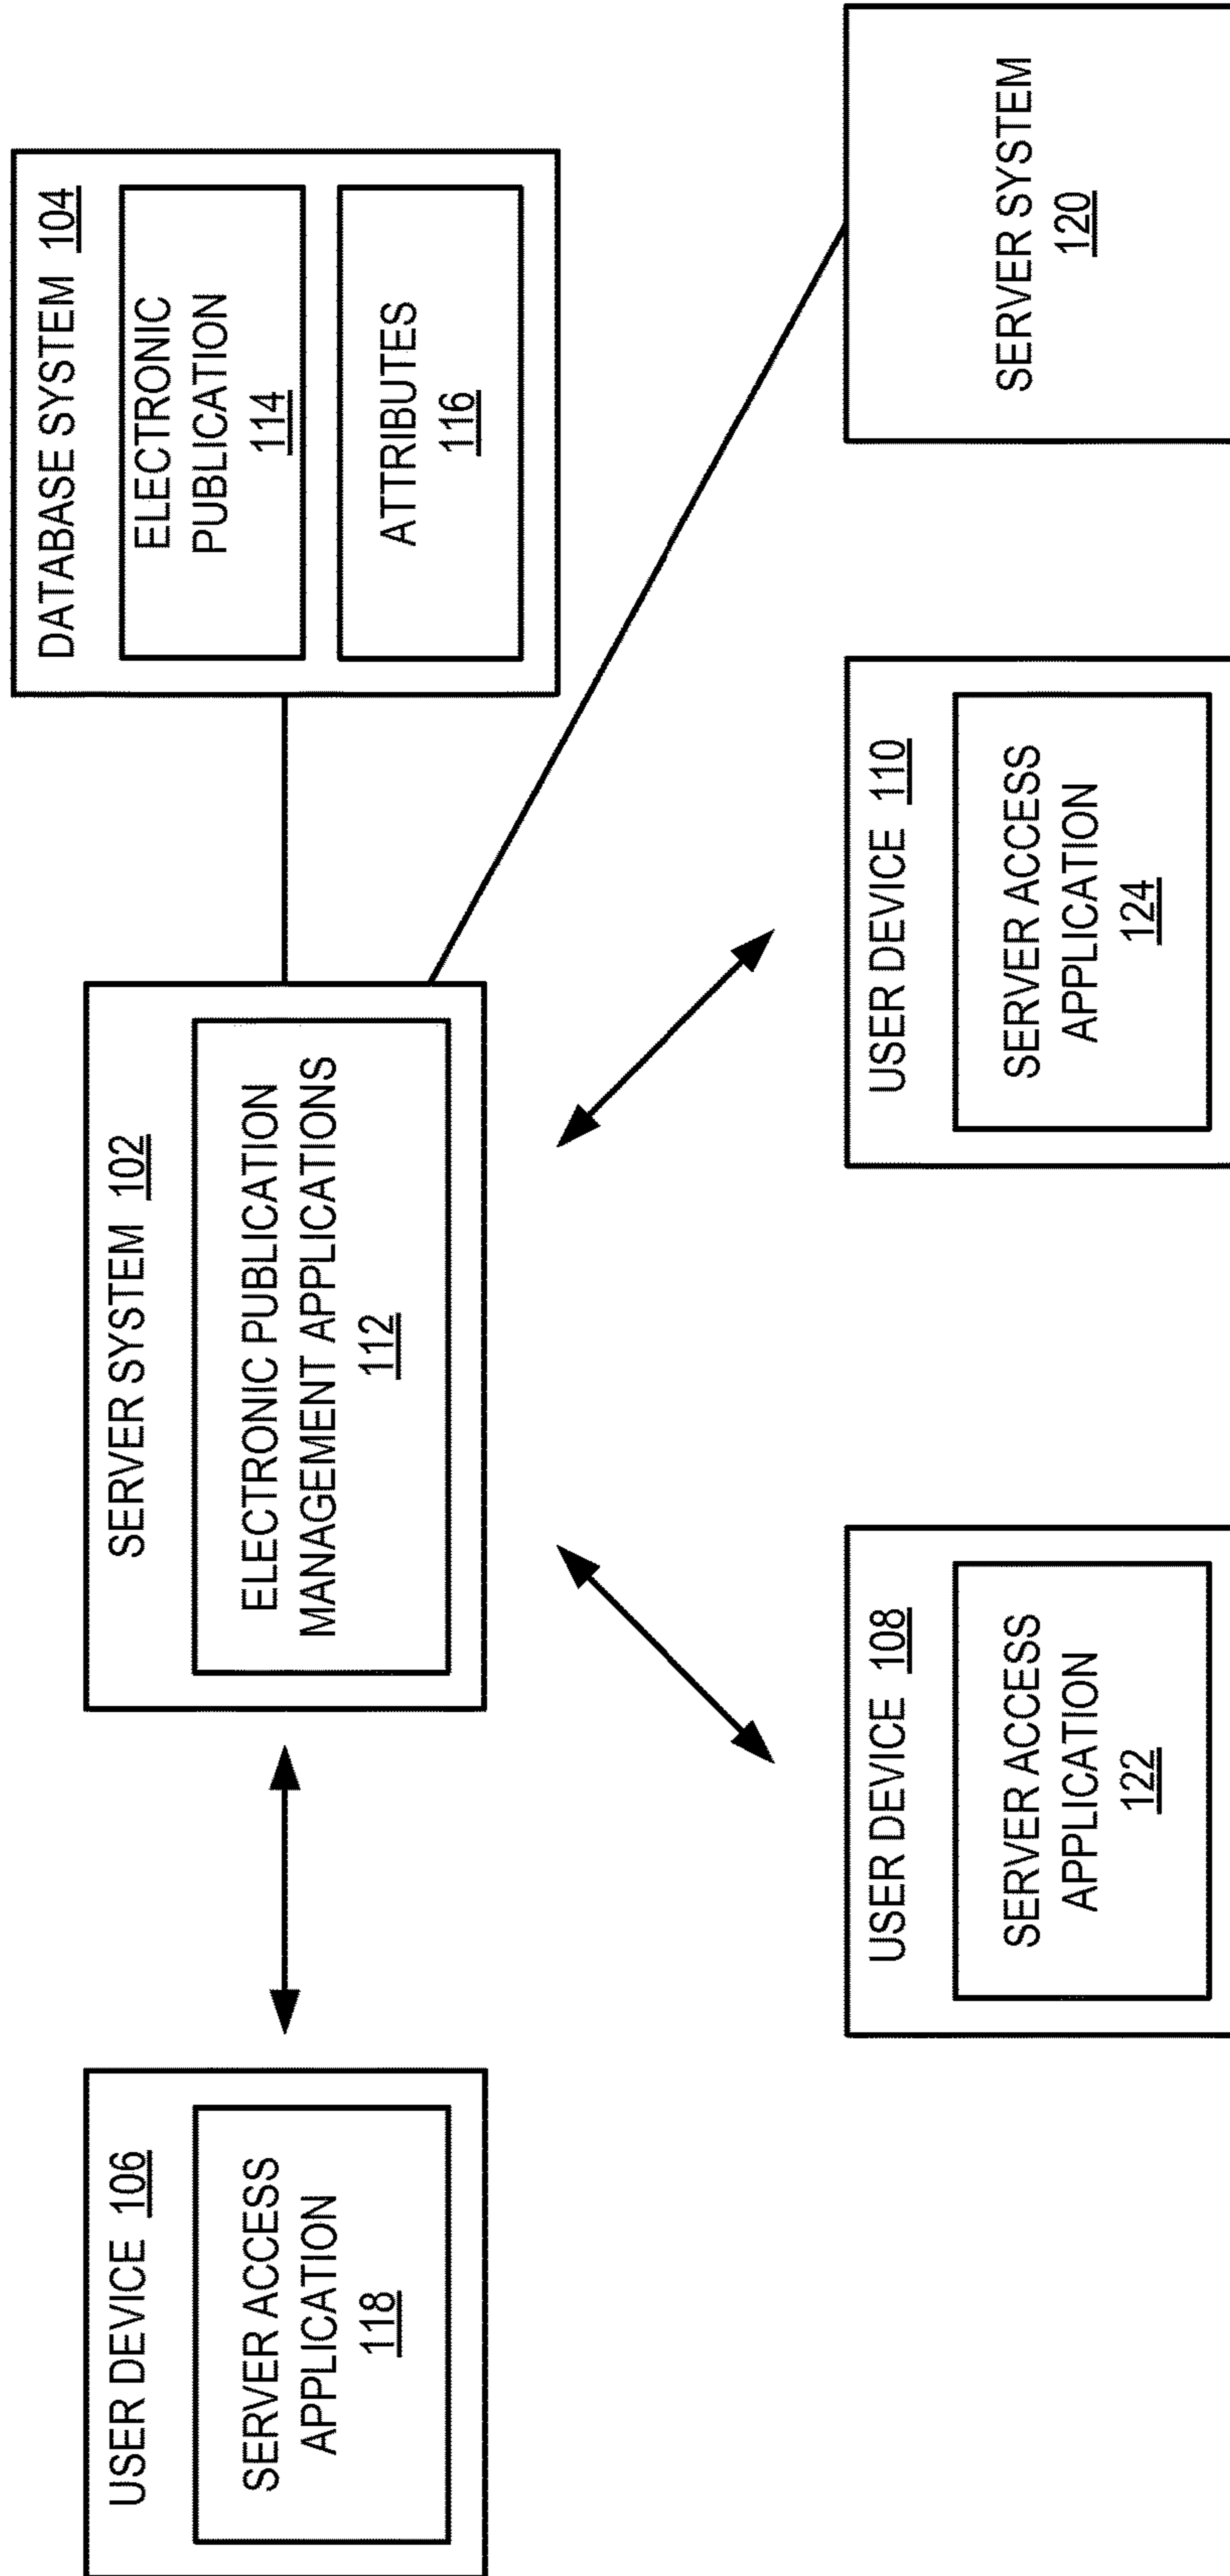 USER DEVICE 106
SERVER ACCESS
APPLICATION
118
SERVER SYSTEM 102
ELECTRONIC PUBLICATION
MANAGEMENT APPLICATIONS
112
DATABASE SYSTEM 104
ELECTRONIC
PUBLICATION
114
ATTRIBUTES
116
USER DEVICE 108
SERVER ACCESS
APPLICATION
122
USER DEVICE 110
SERVER ACCESS
APPLICATION
124
SERVER SYSTEM
120